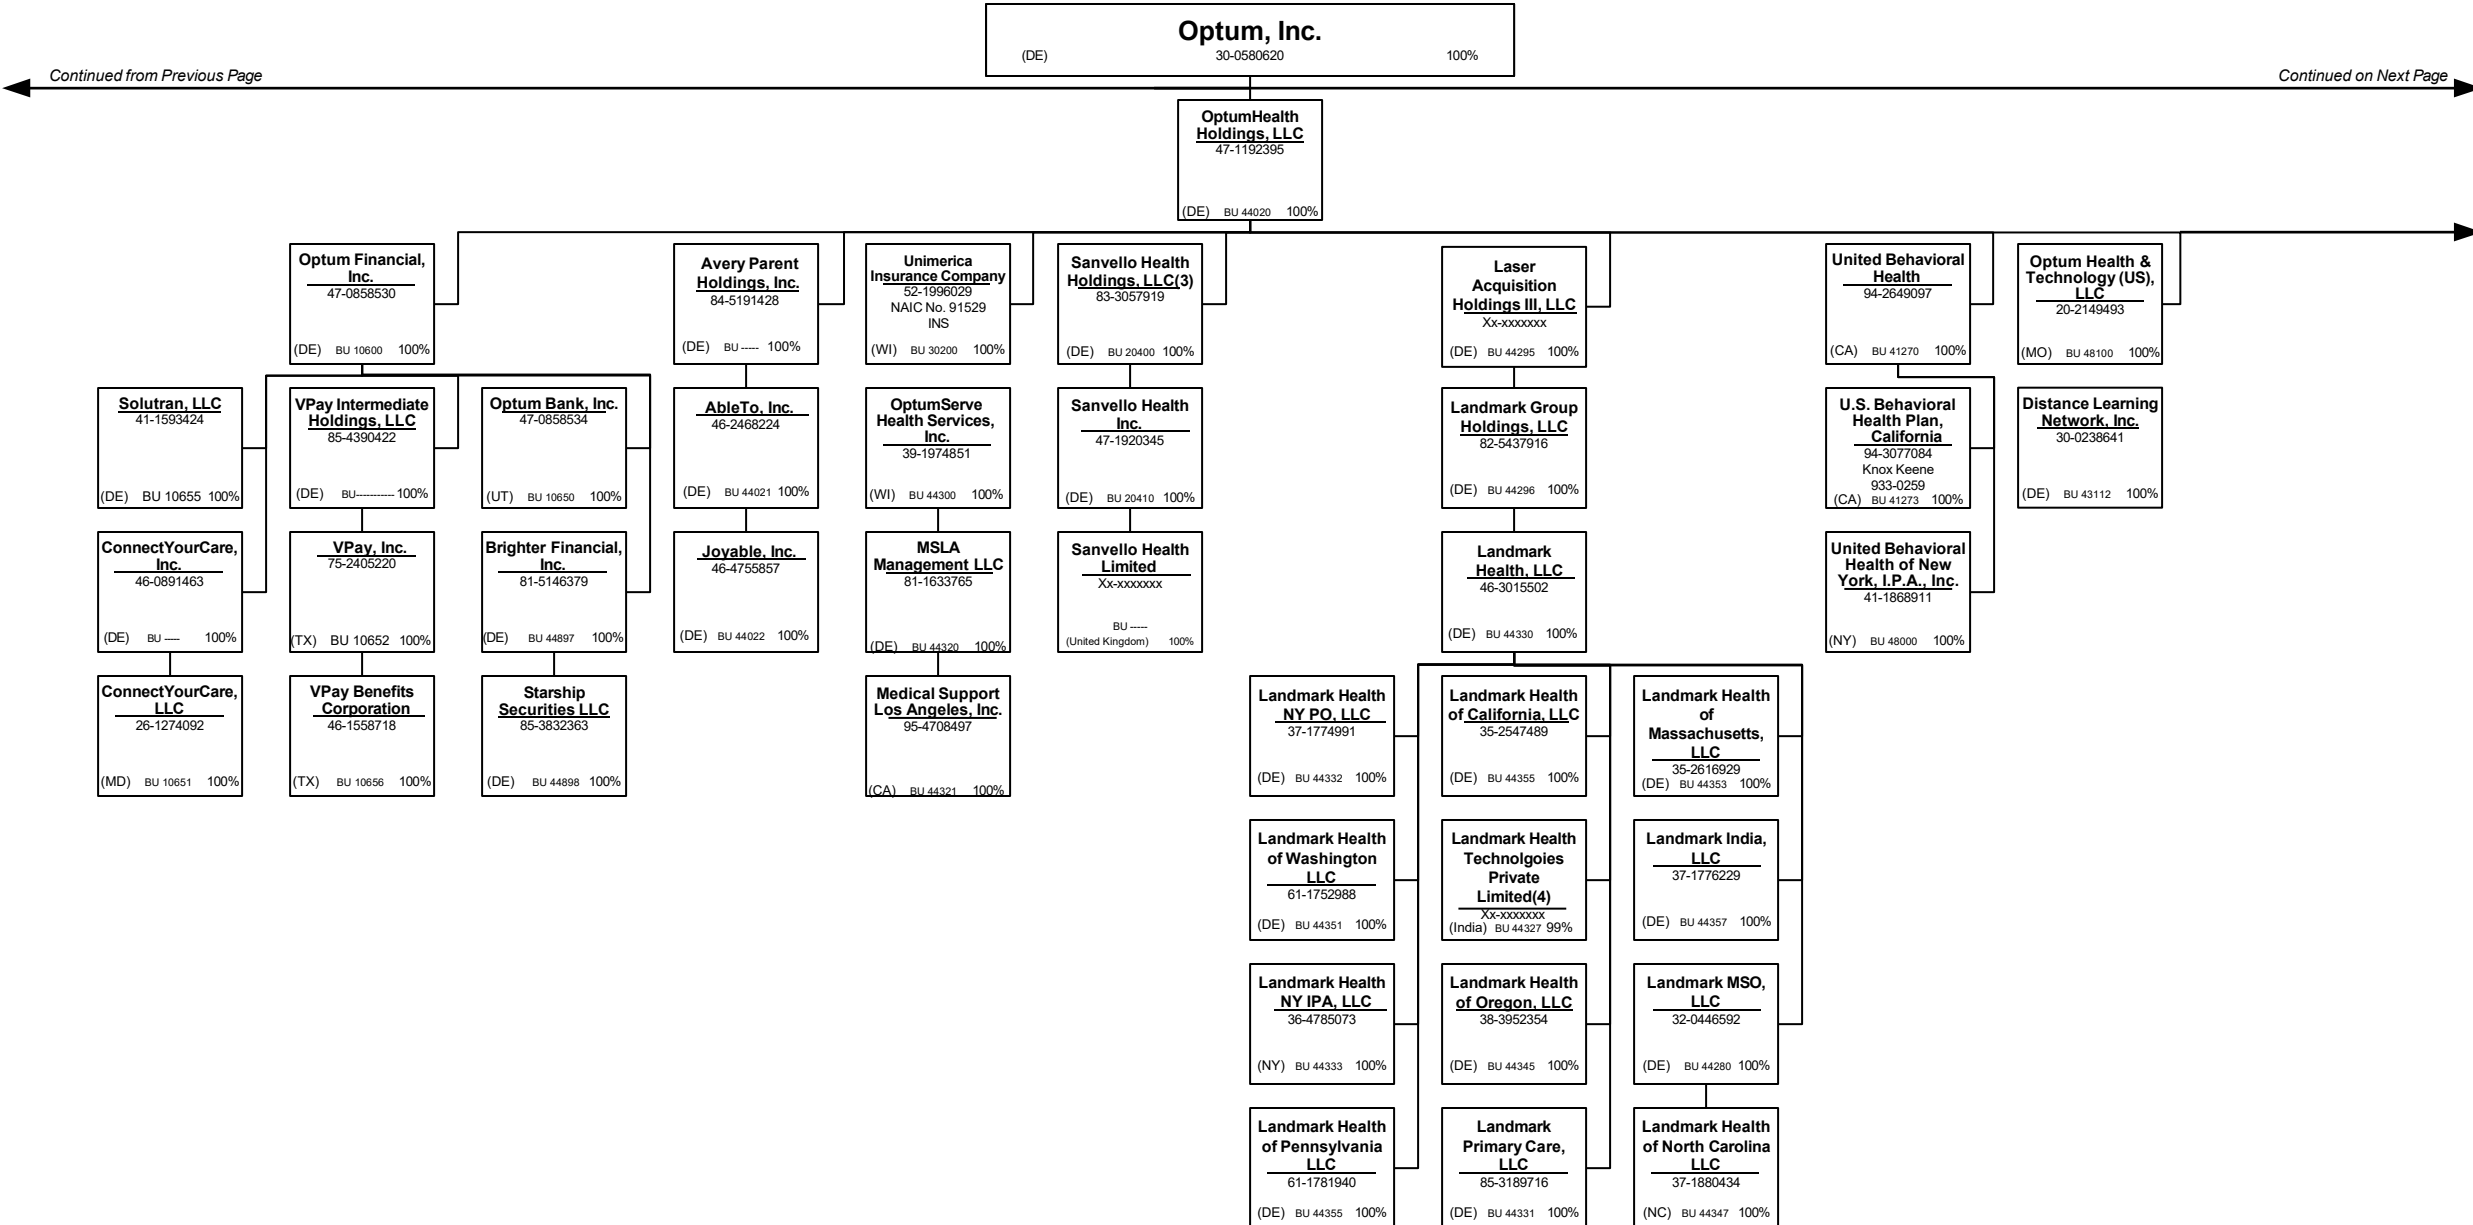 Optum, Inc.
(DE) 30-0580620 100%
Continued from Previous Page
Continued on Next Page
OptumHealth
Holdings, LLC
47-1192395
(DE) BU 44020 100%
Optum Financial,
Inc.
47-0858530
(DE) BU 10600 100%
Avery Parent
Holdings, Inc.
84-5191428
(DE) BU ----- 100%
Unimerica
Insurance Company
52-1996029
NAIC No. 91529
INS
(WI) BU 30200 100%
Sanvello Health
Holdings, LLC(3)
83-3057919
(DE) BU 20400 100%
Laser
Acquisition
Holdings III, LLC
Xx-xxxxxxx
(DE) BU 44295 100%
United Behavioral
Health
94-2649097
(CA) BU 41270 100%
Optum Health &
Technology (US),
LLC
20-2149493
(MO) BU 48100 100%
Solutran, LLC
41-1593424
(DE) BU 10655 100%
VPay Intermediate
Holdings, LLC
85-4390422
(DE) BU----------- 100%
Optum Bank, Inc.
47-0858534
(UT) BU 10650 100%
AbleTo, Inc.
46-2468224
(DE) BU 44021 100%
OptumServe
Health Services,
Inc.
39-1974851
(WI) BU 44300 100%
Sanvello Health
Inc.
47-1920345
(DE) BU 20410 100%
Landmark Group
Holdings, LLC
82-5437916
(DE) BU 44296 100%
U.S. Behavioral
Health Plan,
California
94-3077084
Knox Keene
933-0259
(CA) BU 41273 100%
Distance Learning
Network, Inc.
30-0238641
(DE) BU 43112 100%
ConnectYourCare,
Inc.
46-0891463
(DE) BU ----- 100%
VPay, Inc.
75-2405220
(TX) BU 10652 100%
Brighter Financial,
Inc.
81-5146379
(DE) BU 44897 100%
Joyable, Inc.
46-4755857
(DE) BU 44022 100%
MSLA
Management LLC
81-1633765
(DE) BU 44320 100%
Sanvello Health
Limited
Xx-xxxxxxx
BU -----
(United Kingdom) 100%
Landmark
Health, LLC
46-3015502
(DE) BU 44330 100%
United Behavioral
Health of New
York, I.P.A., Inc.
41-1868911
(NY) BU 48000 100%
ConnectYourCare,
LLC
26-1274092
(MD) BU 10651 100%
VPay Benefits
Corporation
46-1558718
(TX) BU 10656 100%
Starship
Securities LLC
85-3832363
(DE) BU 44898 100%
Medical Support
Los Angeles, Inc.
95-4708497
(CA) BU 44321 100%
Landmark Health
NY PO, LLC
37-1774991
(DE) BU 44332 100%
Landmark Health
of California, LLC
35-2547489
(DE) BU 44355 100%
Landmark Health
of
Massachusetts,
LLC
35-2616929
(DE) BU 44353 100%
Landmark Health
of Washington
LLC
61-1752988
(DE) BU 44351 100%
Landmark Health
Technolgoies
Private
Limited(4)
Xx-xxxxxxx
(India) BU 44327 99%
Landmark India,
LLC
37-1776229
(DE) BU 44357 100%
Landmark Health
NY IPA, LLC
36-4785073
(NY) BU 44333 100%
Landmark Health
of Oregon, LLC
38-3952354
(DE) BU 44345 100%
Landmark MSO,
LLC
32-0446592
(DE) BU 44280 100%
Landmark Health
of Pennsylvania
LLC
61-1781940
(DE) BU 44355 100%
Landmark
Primary Care,
LLC
85-3189716
(DE) BU 44331 100%
Landmark Health
of North Carolina
LLC
37-1880434
(NC) BU 44347 100%